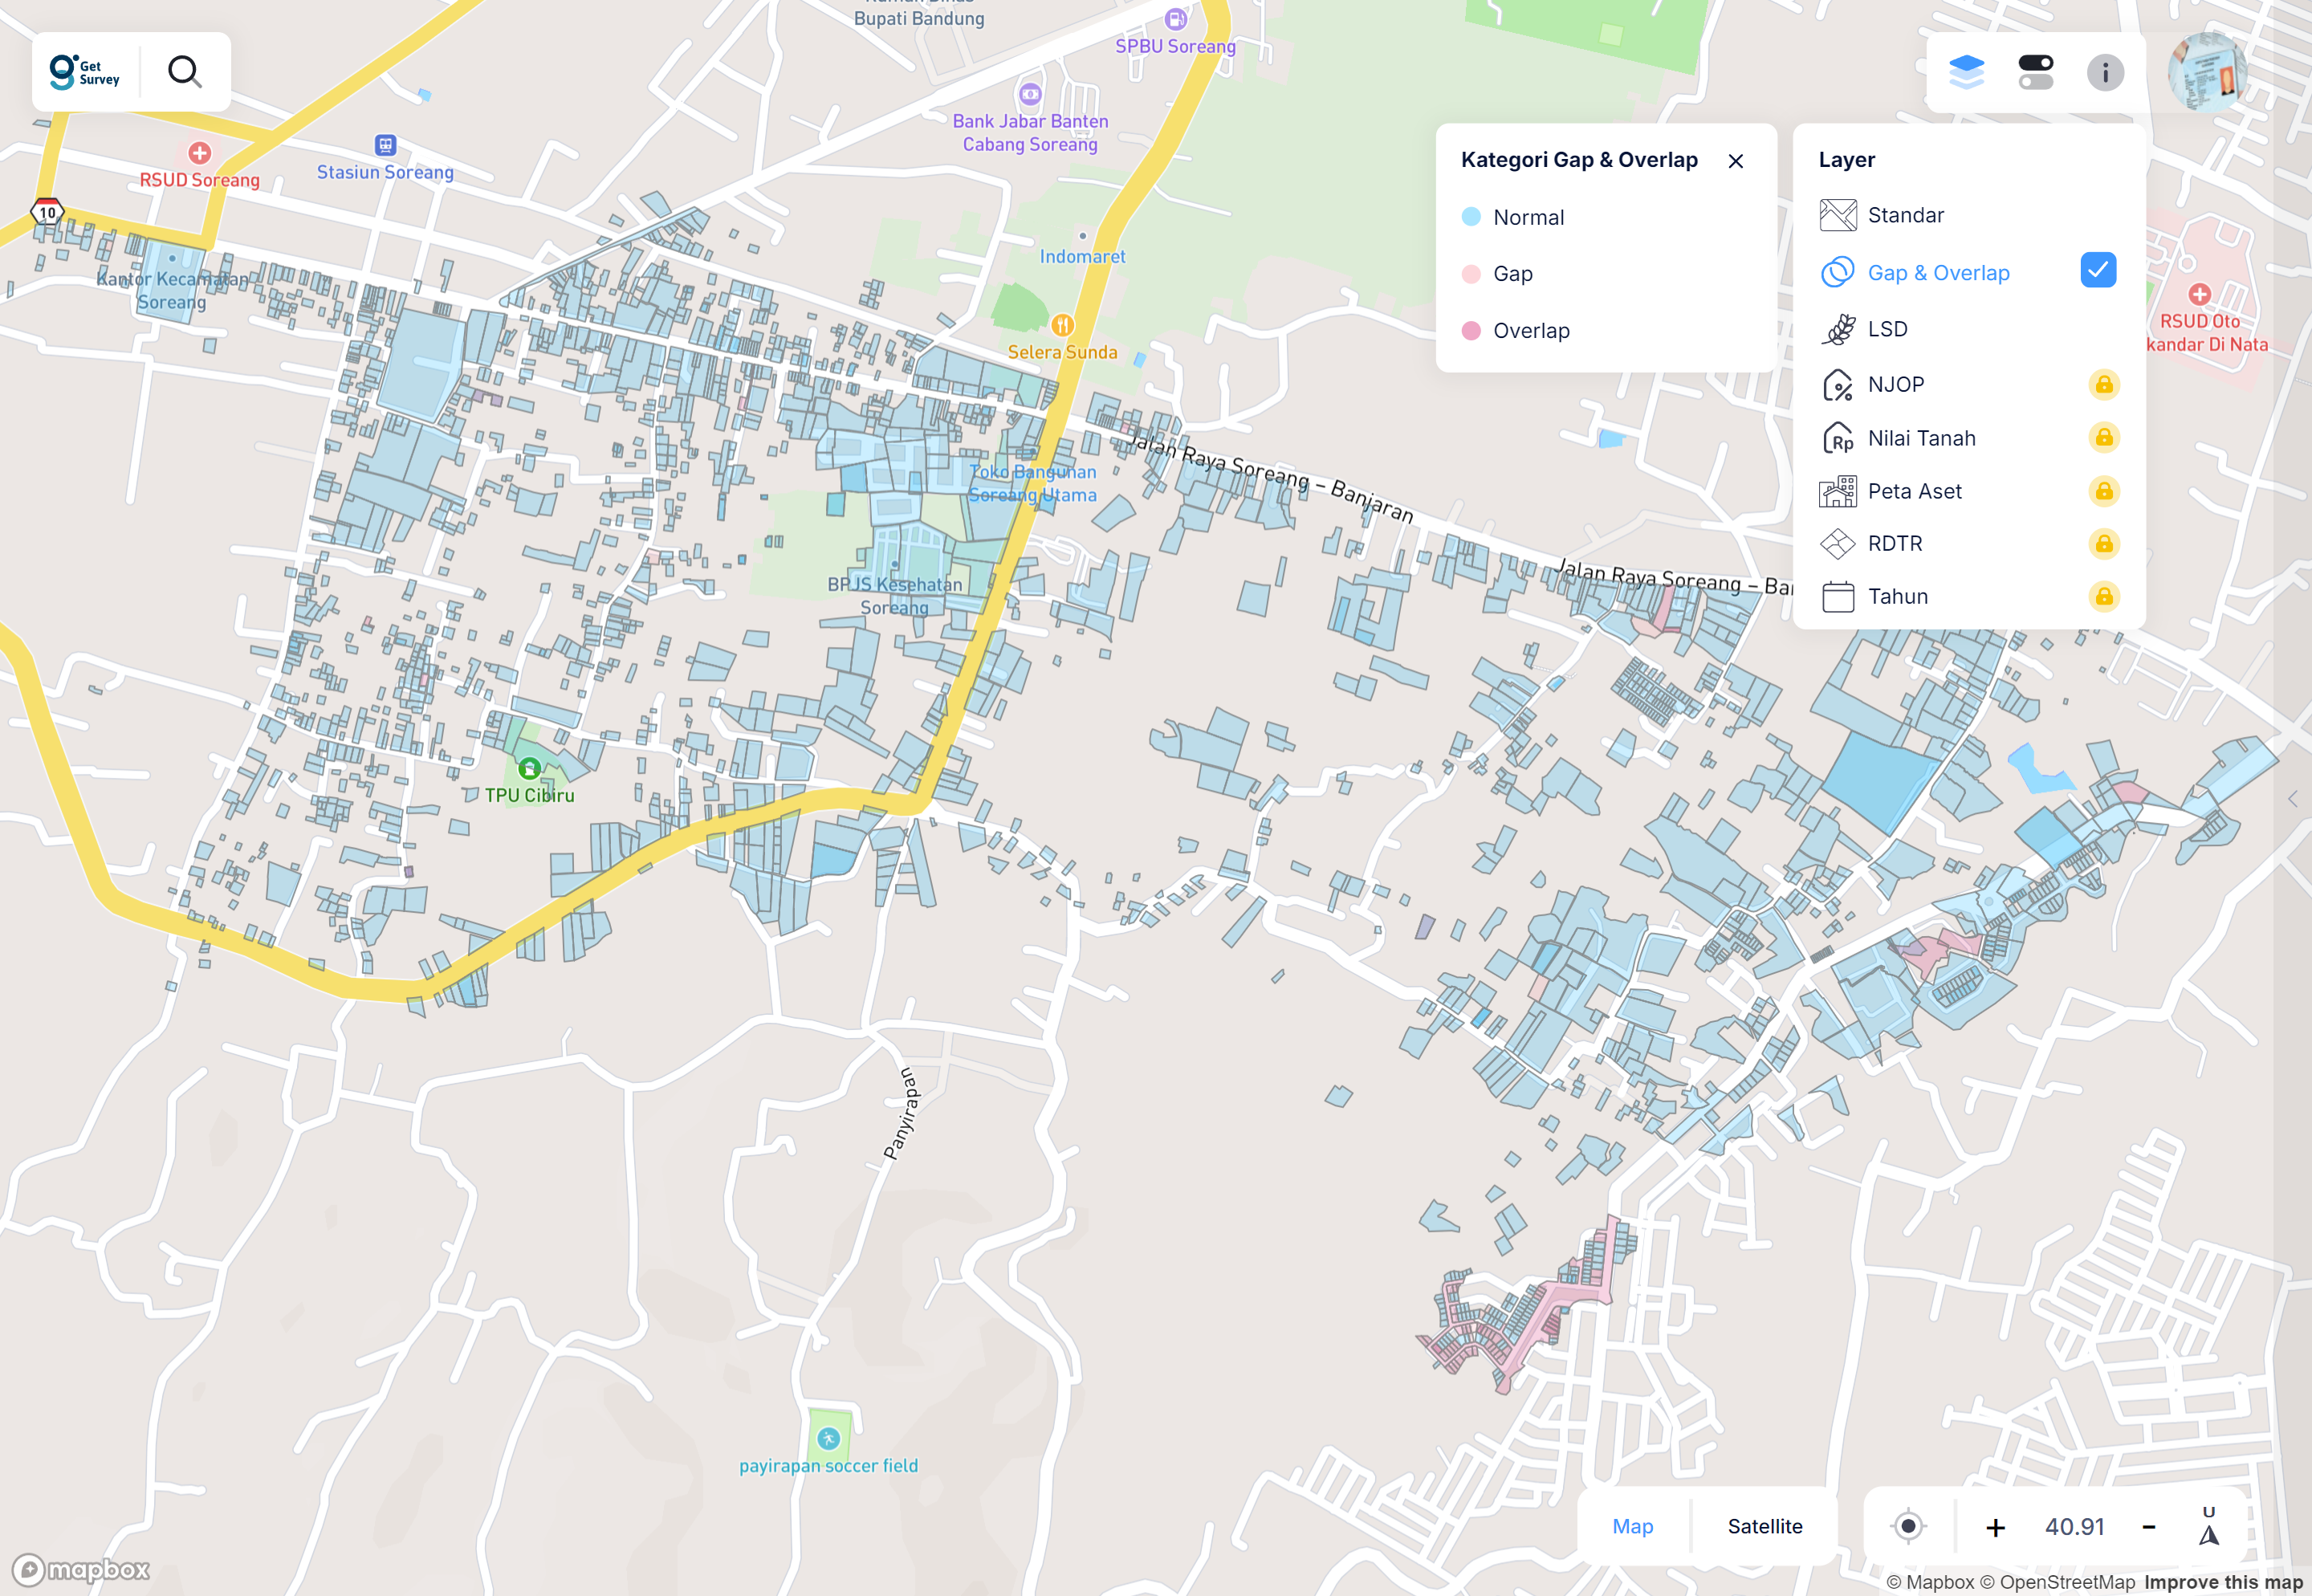 Bupati Bandung
SPBU Soreang
Get
Survey
Bank Jabar Banten
Cabang Soreang
Stasiun Soreang
RSUD Soreang
10
Kantor Kecamatan
Soreang
Indomaret
Selera Sunda
Toko Bangunan
Soreang Utama
BPJS Kesehatan
Soreang
Jalan Raya Soreang – Banjaran
Jalan Raya Soreang – Ban
TPU Cibiru
Panyiradap
payirapan soccer field
RSUD Oto
kandar Di Nata
Kategori Gap & Overlap
Normal
Gap
Overlap
Layer
Standar
Gap & Overlap
LSD
NJOP
Rp
Nilai Tanah
Peta Aset
RDTR
Tahun
Map
Satellite
+
40.91
-
U
mapbox
© Mapbox © OpenStreetMap Improve this map